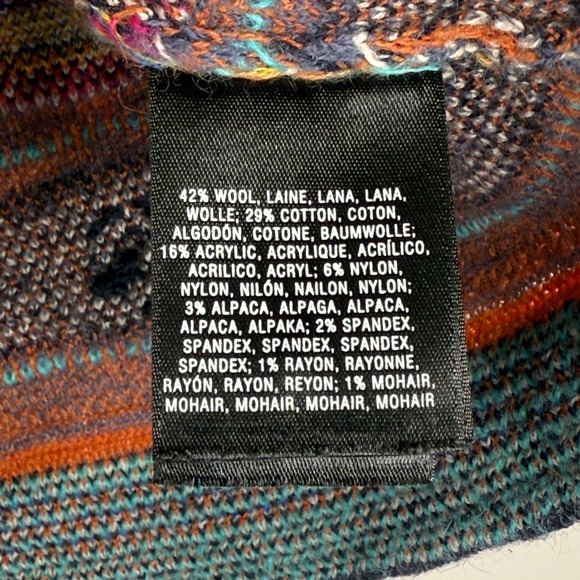 42% WOOL, LAINE, LANA, LANA,
WOLLE; 29% COTTON, COTON,
ALGODÓN, COTONE, BAUMWOLLE;
16% ACRYLIC, ACRYLIQUE, ACRÍLICO,
ACRILICO, ACRYL; 6% NYLON,
NYLON, NILÓN, NAILON, NYLON;
3% ALPACA, ALPAGA, ALPACA,
ALPACA, ALPAKA; 2% SPANDEX,
SPANDEX, SPANDEX, SPANDEX,
SPANDEX; 1% RAYON, RAYONNE,
RAYÓN, RAYON, REYON; 1% MOHAIR,
MOHAIR, MOHAIR, MOHAIR, MOHAIR